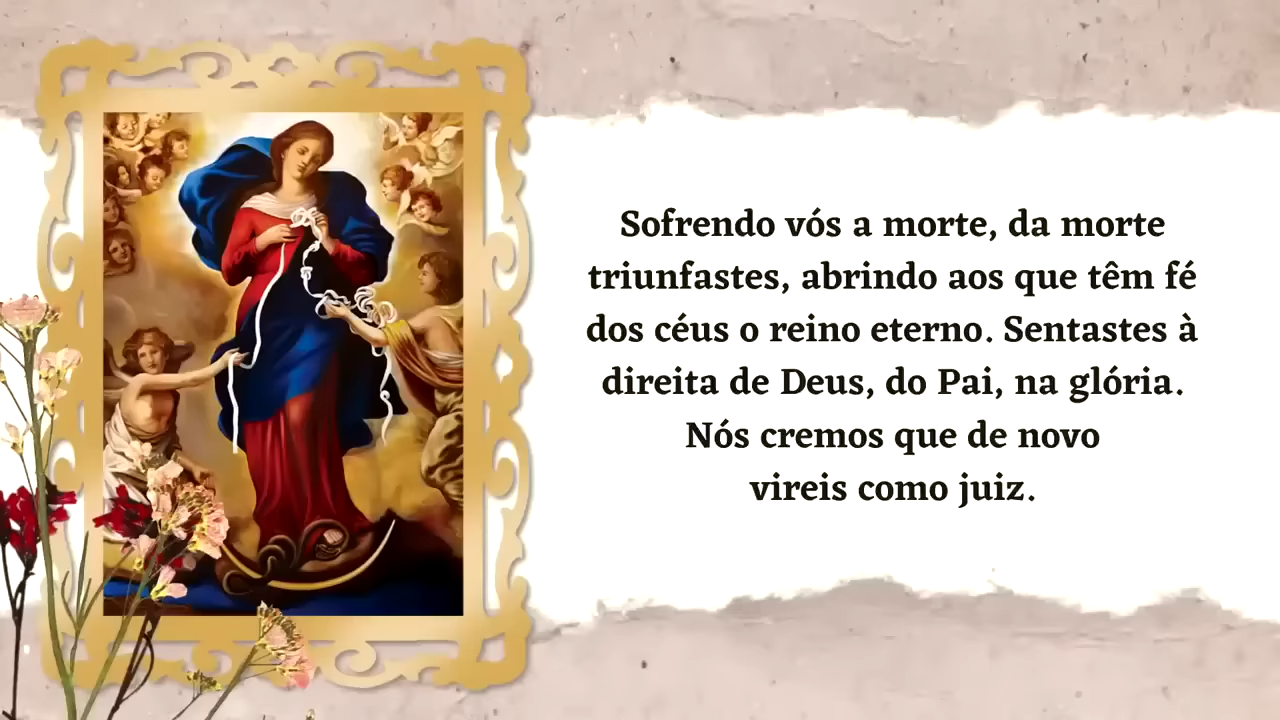 Sofrendo vós a morte, da morte
triunfastes, abrindo aos que têm fé
dos céus o reino eterno. Sentastes à
direita de Deus, do Pai, na glória.
Nós cremos que de novo
vireis como juiz.